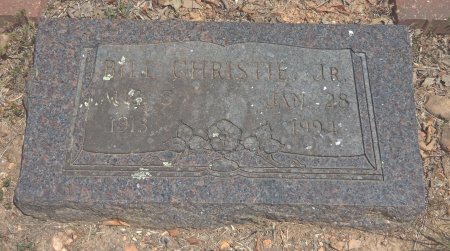 BILL CHRISTIE, JR.
JAN. 28
1913 1994